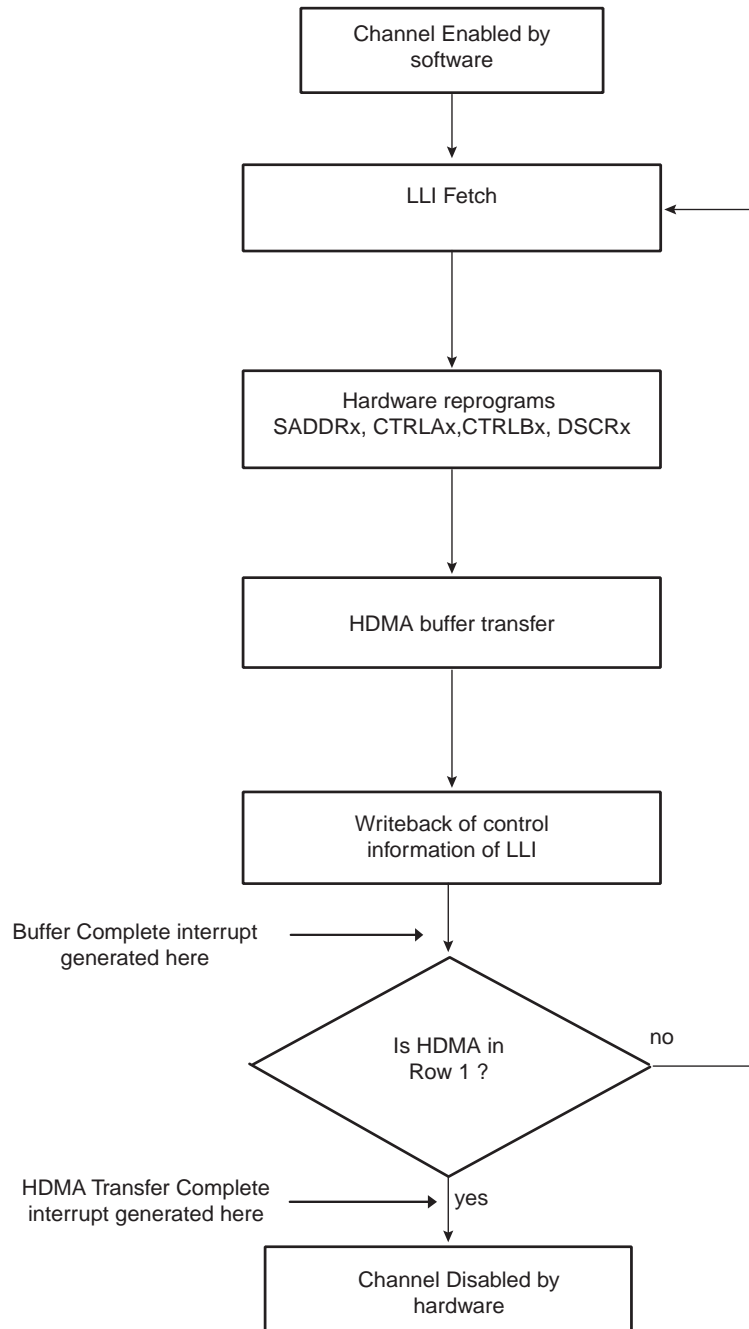 Channel Enabled by
software
LLI Fetch
Hardware reprograms
SADDRx, CTRLAx,CTRLBx, DSCRx
HDMA buffer transfer
Writeback of control
information of LLI
Buffer Complete interrupt
generated here
Is HDMA in
Row 1 ?
no
HDMA Transfer Complete
interrupt generated here
yes
Channel Disabled by
hardware